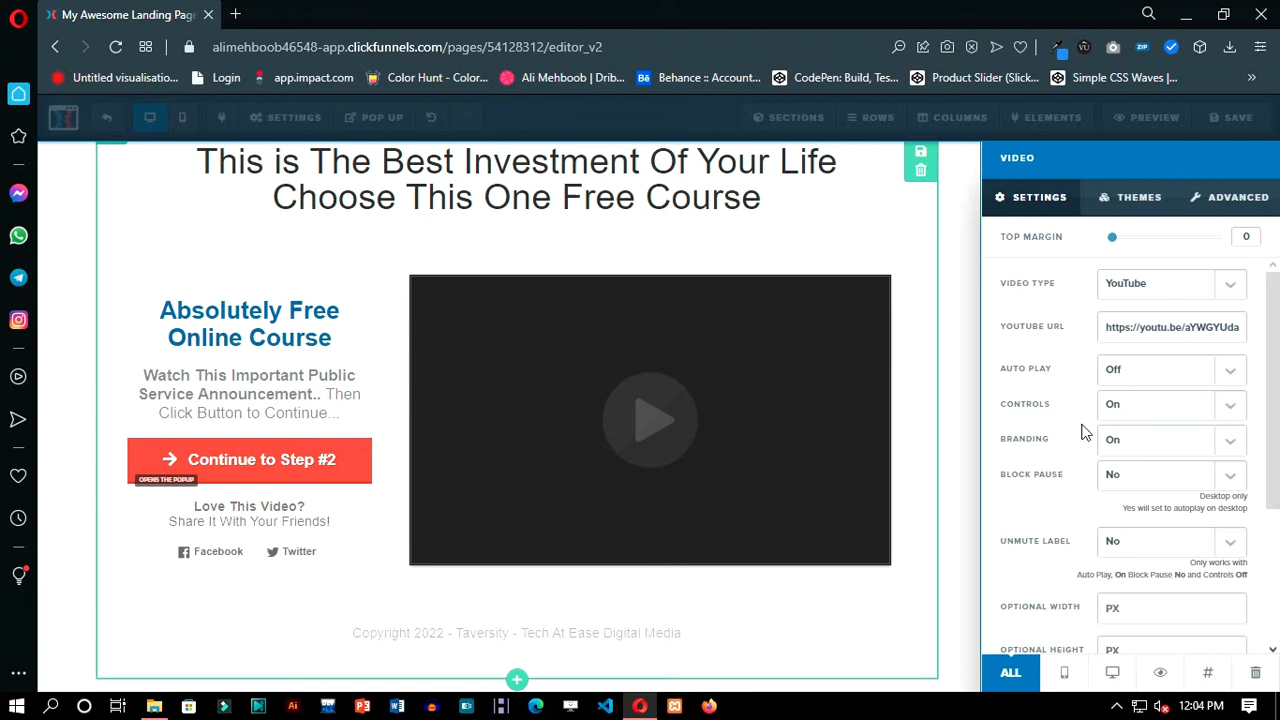 My Awesome Landing Page
alimehboob46548-app.clickfunnels.com/pages/54128312/editor_v2
VU
ZIP
Untitled visualisatio...
Login
app.impact.com
Color Hunt - Color...
Ali Mehboob | Drib...
Bē
Behance :: Account...
CodePen: Build, Tes...
Product Slider (Slick...
Simple CSS Waves |...
SETTINGS
POP UP
SECTIONS
ROWS
COLUMNS
ELEMENTS
PREVIEW
SAVE
This is The Best Investment Of Your Life
Choose This One Free Course
Absolutely Free
Online Course
Watch This Important Public
Service Announcement.. Then
Click Button to Continue...
Continue to Step #2
OPENS THE POPUP
Love This Video?
Share It With Your Friends!
Facebook
Twitter
Copyright 2022 - Taversity - Tech At Ease Digital Media
VIDEO
SETTINGS
THEMES
ADVANCED
TOP MARGIN
0
VIDEO TYPE
YouTube
YOUTUBE URL
https://youtu.be/aYWGYUda
AUTO PLAY
Off
CONTROLS
On
BRANDING
On
BLOCK PAUSE
No
Desktop only
Yes will set to autoplay on desktop
UNMUTE LABEL
No
Only works with
Auto Play, On Block Pause No and Controls Off
OPTIONAL WIDTH
PX
OPTIONAL HEIGHT
PX
ALL
#
Ai
12:04 PM